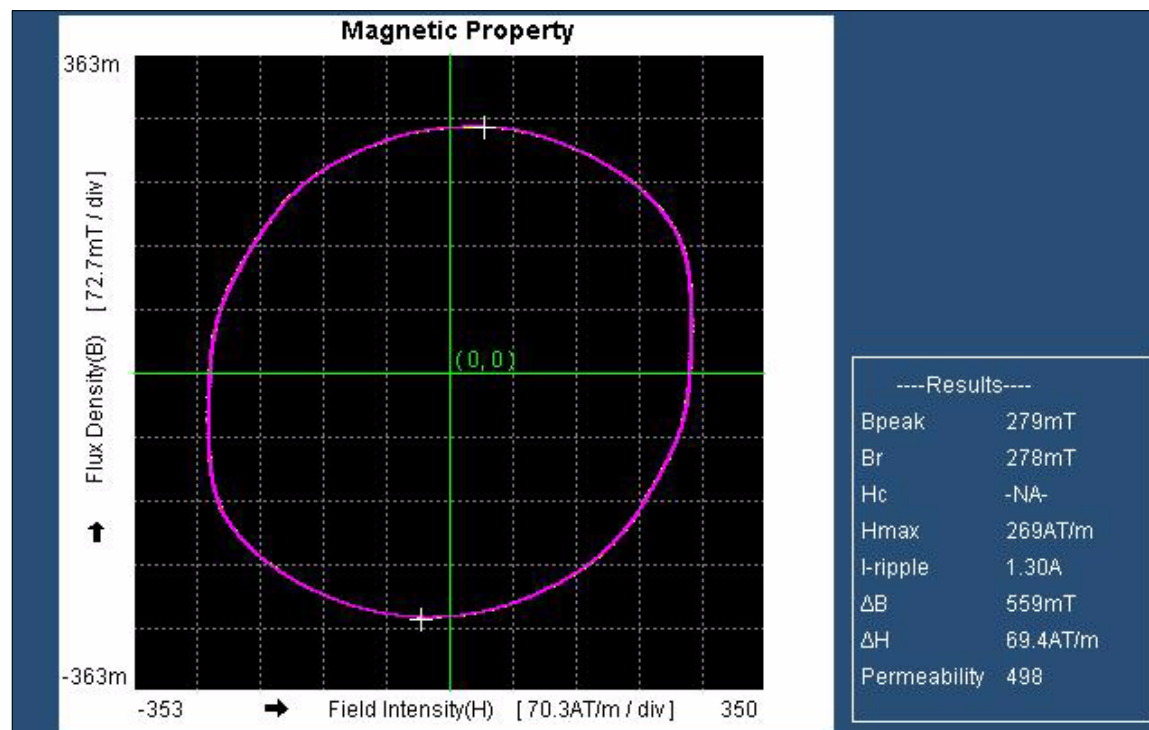 Magnetic Property
363m
Flux Density(B) [ 72.7mT / div ]
(0,0)
-363m
-353
Field Intensity(H) [ 70.3AT/m / div ]
350
----Results----
Bpeak 279mT
Br 278mT
Hc -NA-
Hmax 269AT/m
I-ripple 1.30A
ΔB 559mT
ΔH 69.4AT/m
Permeability 498